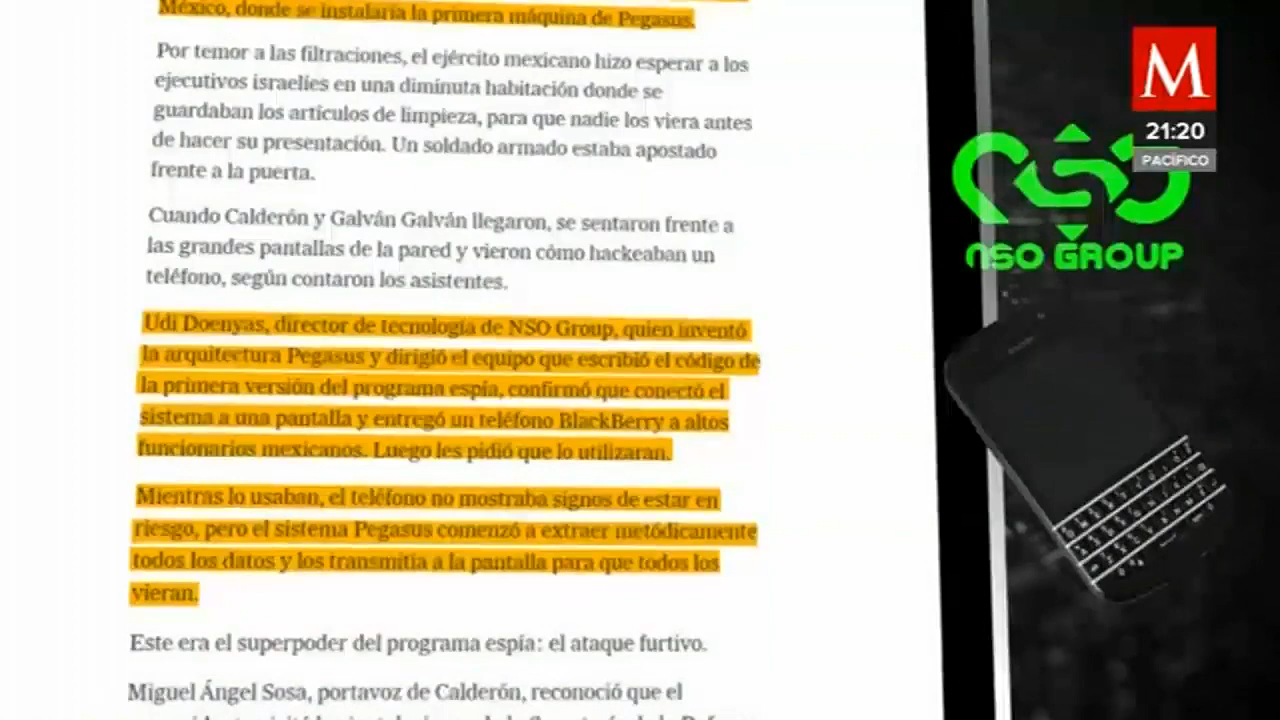 México, donde se instalaría la primera máquina de Pegasus.
Por temor a las filtraciones, el ejército mexicano hizo esperar a los
ejecutivos israelíes en una diminuta habitación donde se
guardaban los artículos de limpieza, para que nadie los viera antes
de hacer su presentación. Un soldado armado estaba apostado
frente a la puerta.
Cuando Calderón y Galván Galván llegaron, se sentaron frente a
las grandes pantallas de la pared y vieron cómo hackeaban un
teléfono, según contaron los asistentes.
Udi Doenyas, director de tecnología de NSO Group, quien inventó
la arquitectura Pegasus y dirigió el equipo que escribió el código de
la primera versión del programa espía, confirmó que conectó el
sistema a una pantalla y entregó un teléfono BlackBerry a altos
funcionarios mexicanos. Luego les pidió que lo utilizaran.
Mientras lo usaban, el teléfono no mostraba signos de estar en
riesgo, pero el sistema Pegasus comenzó a extraer metódicamente
todos los datos y los transmitía a la pantalla para que todos los
vieran.
Este era el superpoder del programa espía: el ataque furtivo.
Miguel Ángel Sosa, portavoz de Calderón, reconoció que el
M
21:20
PACÍFICO
NSO
NSO GROUP